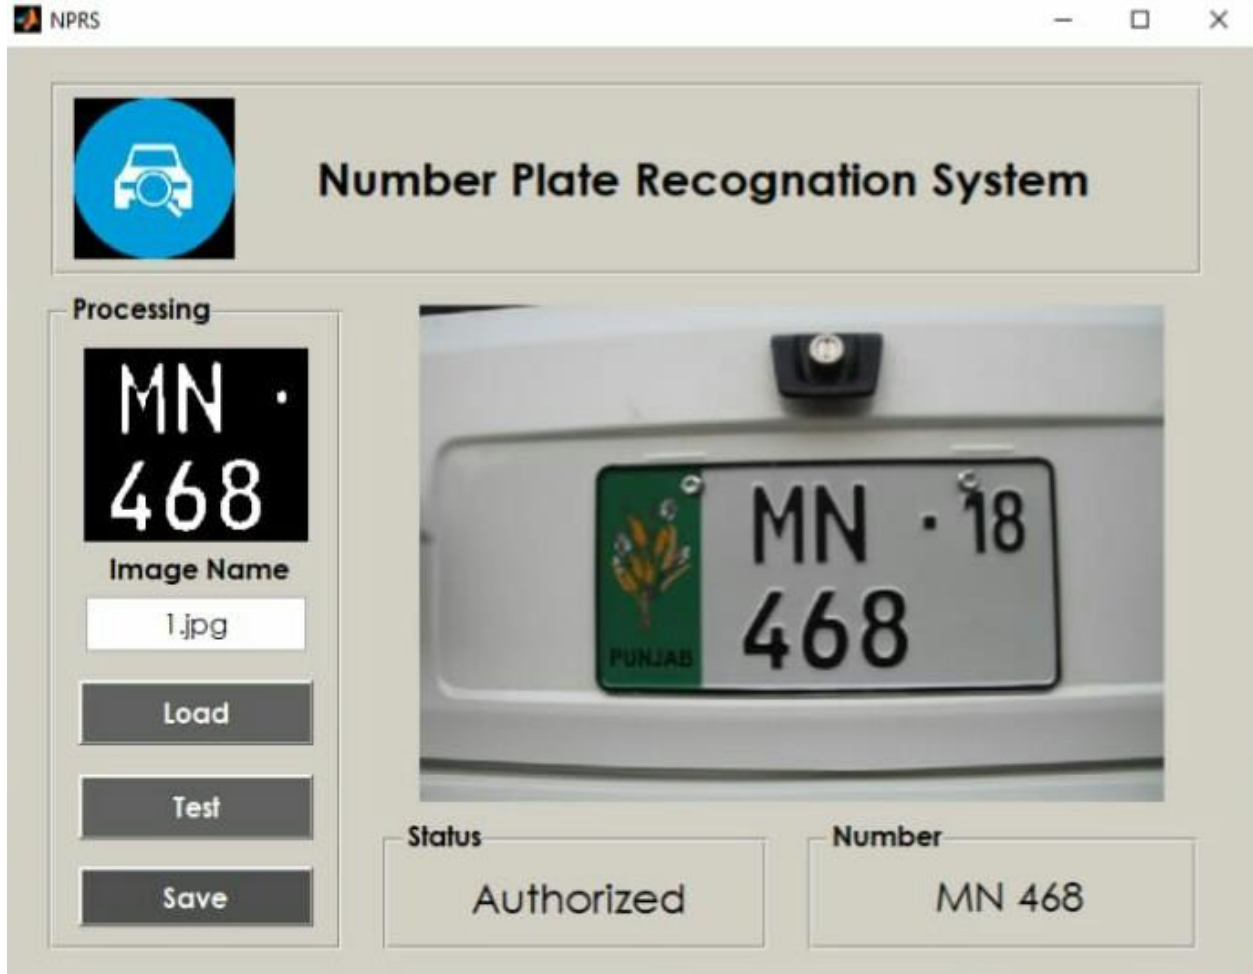 NPRS
Number Plate Recognation System
Processing
MN ·
468
Image Name
1.jpg
Load
Test
Save
MN · 18
468
PUNJAB
Status
Authorized
Number
MN 468